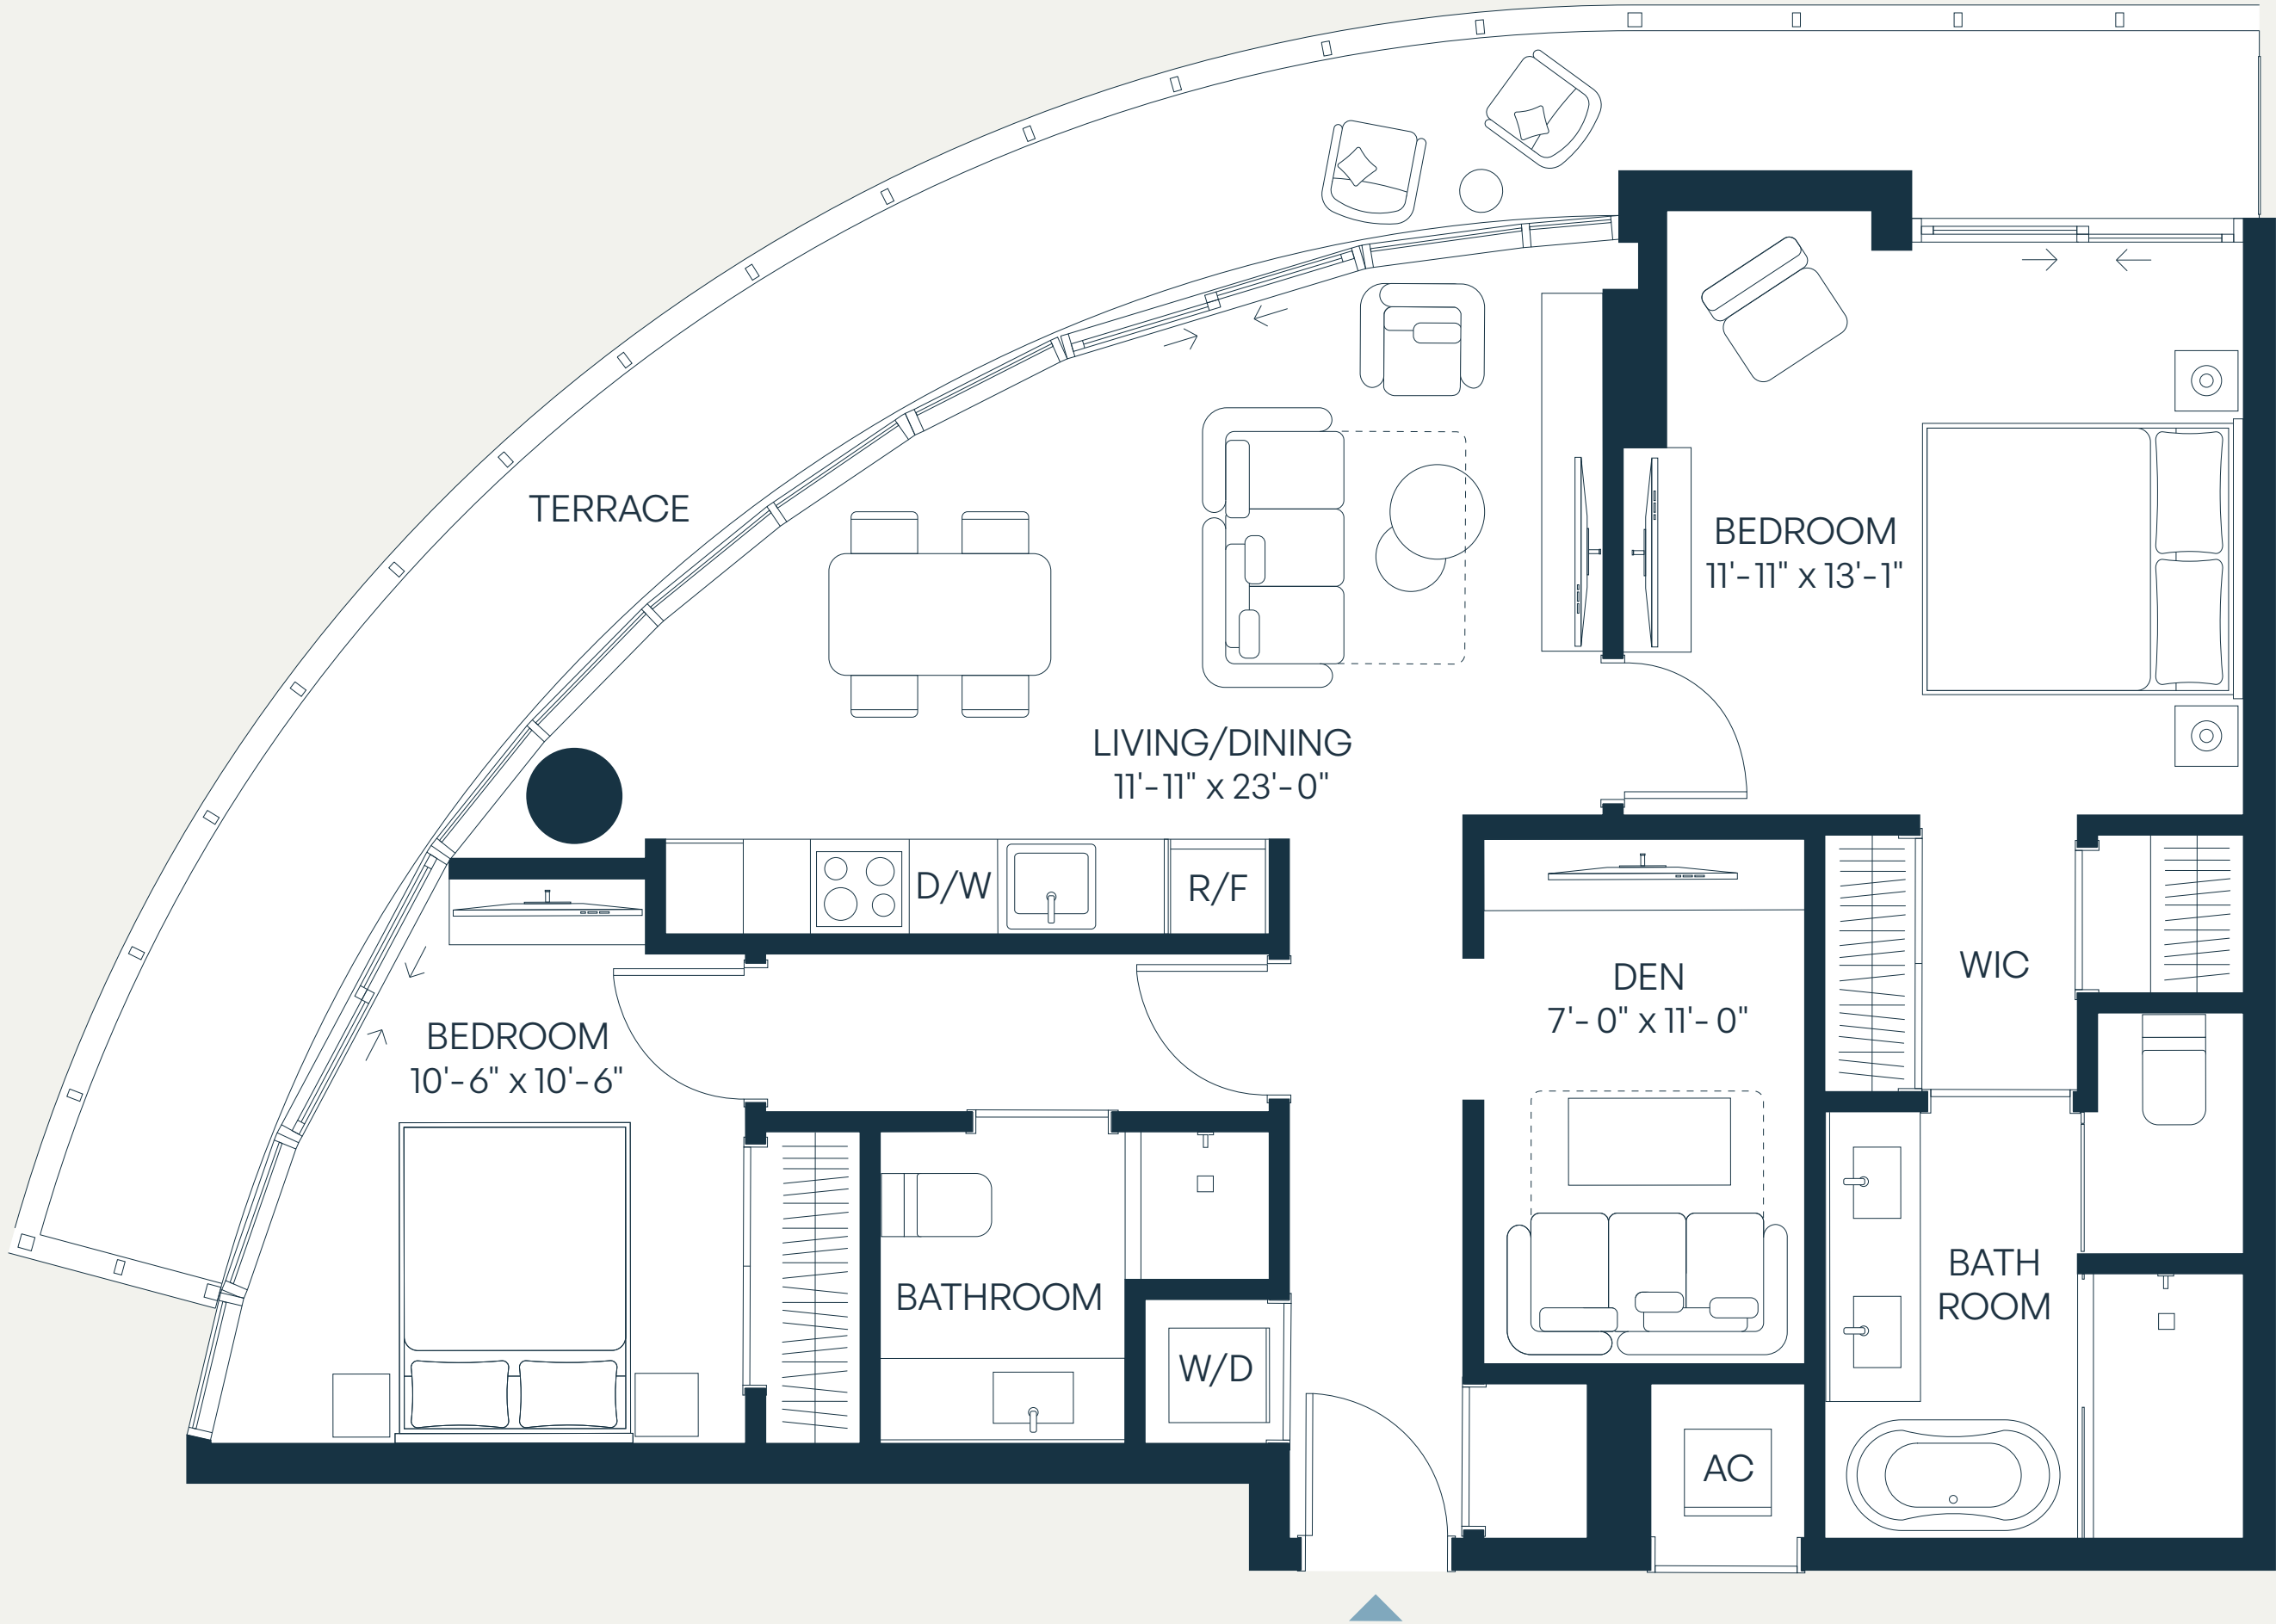 TERRACE
BEDROOM
11'-11" x 13'-1"
LIVING/DINING
11'-11" x 23'-0"
D/W
R/F
DEN
7'-0" x 11'-0"
WIC
BEDROOM
10'-6" x 10'-6"
BATHROOM
W/D
BATH
ROOM
AC